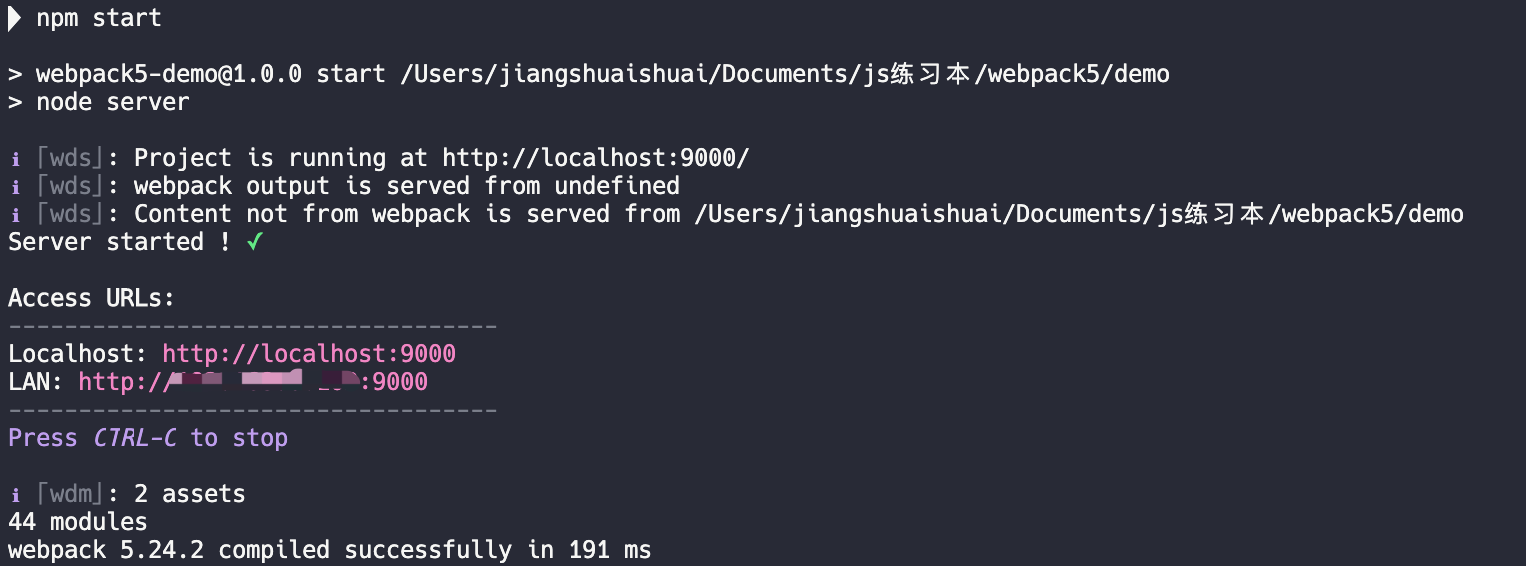 npm start
> webpack5-demo@1.0.0 start /Users/jiangshuaishuai/Documents/js练习本/webpack5/demo
> node server
ℹ ｢wds｣: Project is running at http://localhost:9000/
ℹ ｢wds｣: webpack output is served from undefined
ℹ ｢wds｣: Content not from webpack is served from /Users/jiangshuaishuai/Documents/js练习本/webpack5/demo
Server started ! ✓
Access URLs:
-----------------------------------
Localhost: http://localhost:9000
LAN: http://:9000
-----------------------------------
Press CTRL-C to stop
ℹ ｢wdm｣: 2 assets
44 modules
webpack 5.24.2 compiled successfully in 191 ms